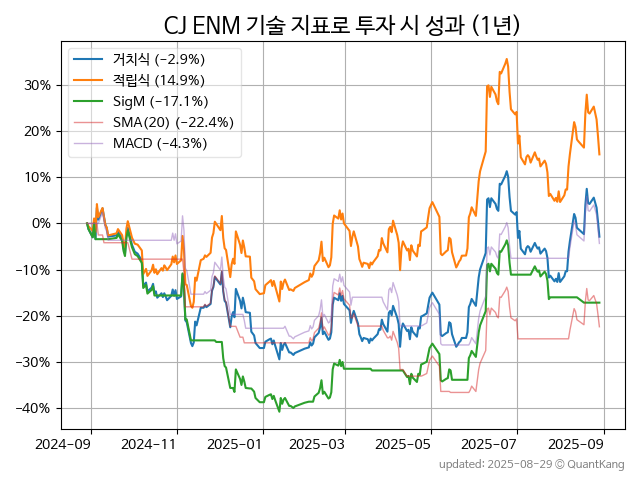 CJ ENM 기술 지표로 투자 시 성과 (1년)
거치식 (−2.9%)
적립식 (14.9%)
SigM (−17.1%)
SMA(20) (−22.4%)
MACD (−4.3%)
30%
20%
10%
0%
−10%
−20%
−30%
−40%
2024-09 2024-11 2025-01 2025-03 2025-05 2025-07 2025-09
updated: 2025-08-29 © QuantKang